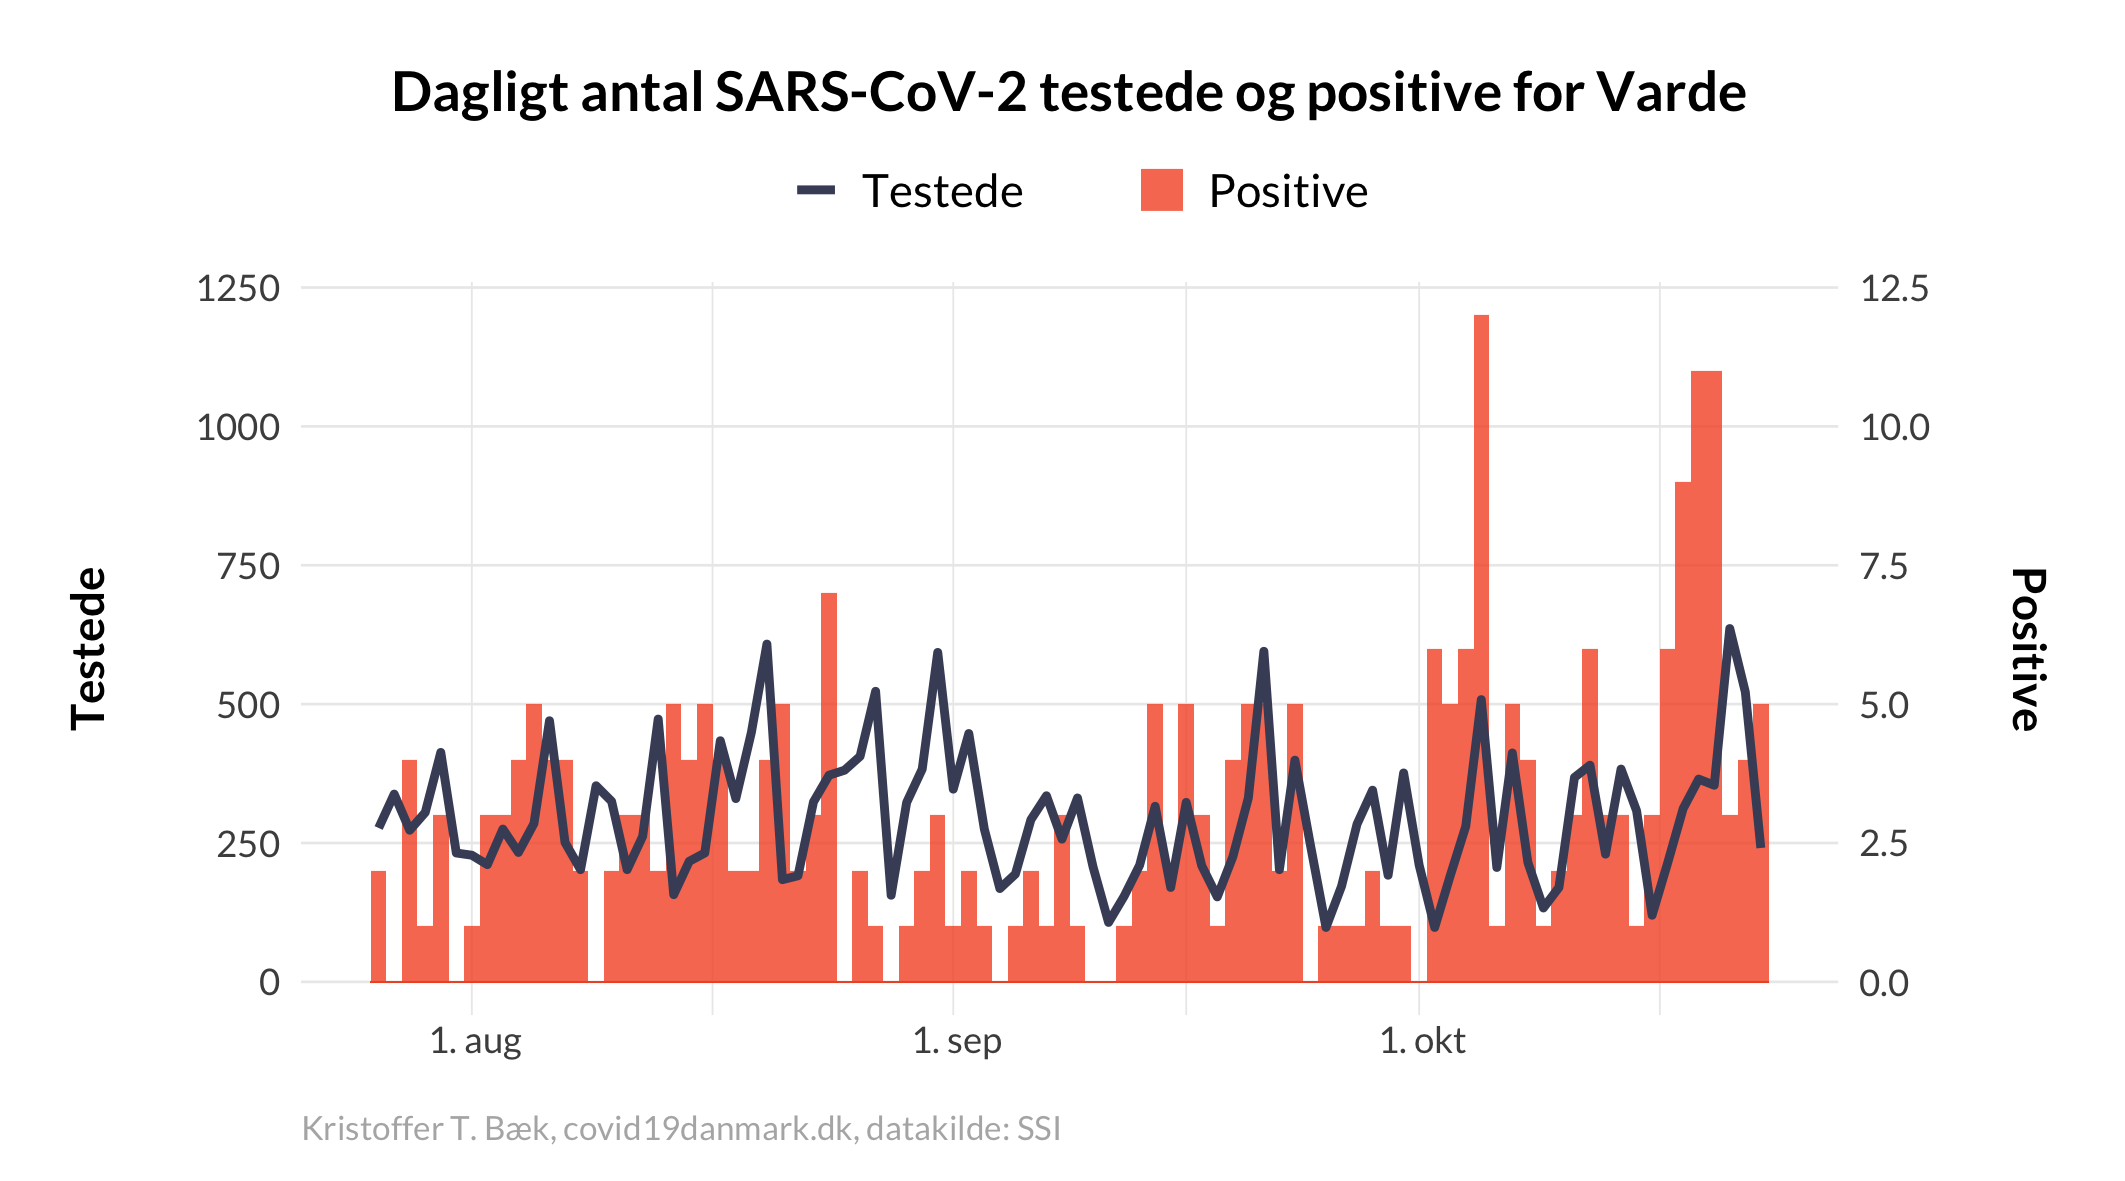 Dagligt antal SARS-CoV-2 testede og positive for Varde
Testede
Positive
1250
1000
750
500
250
0
12.5
10.0
7.5
5.0
2.5
0.0
Testede
Positive
1. aug
1. sep
1. okt
Kristoffer T. Bæk, covid19danmark.dk, datakilde: SSI